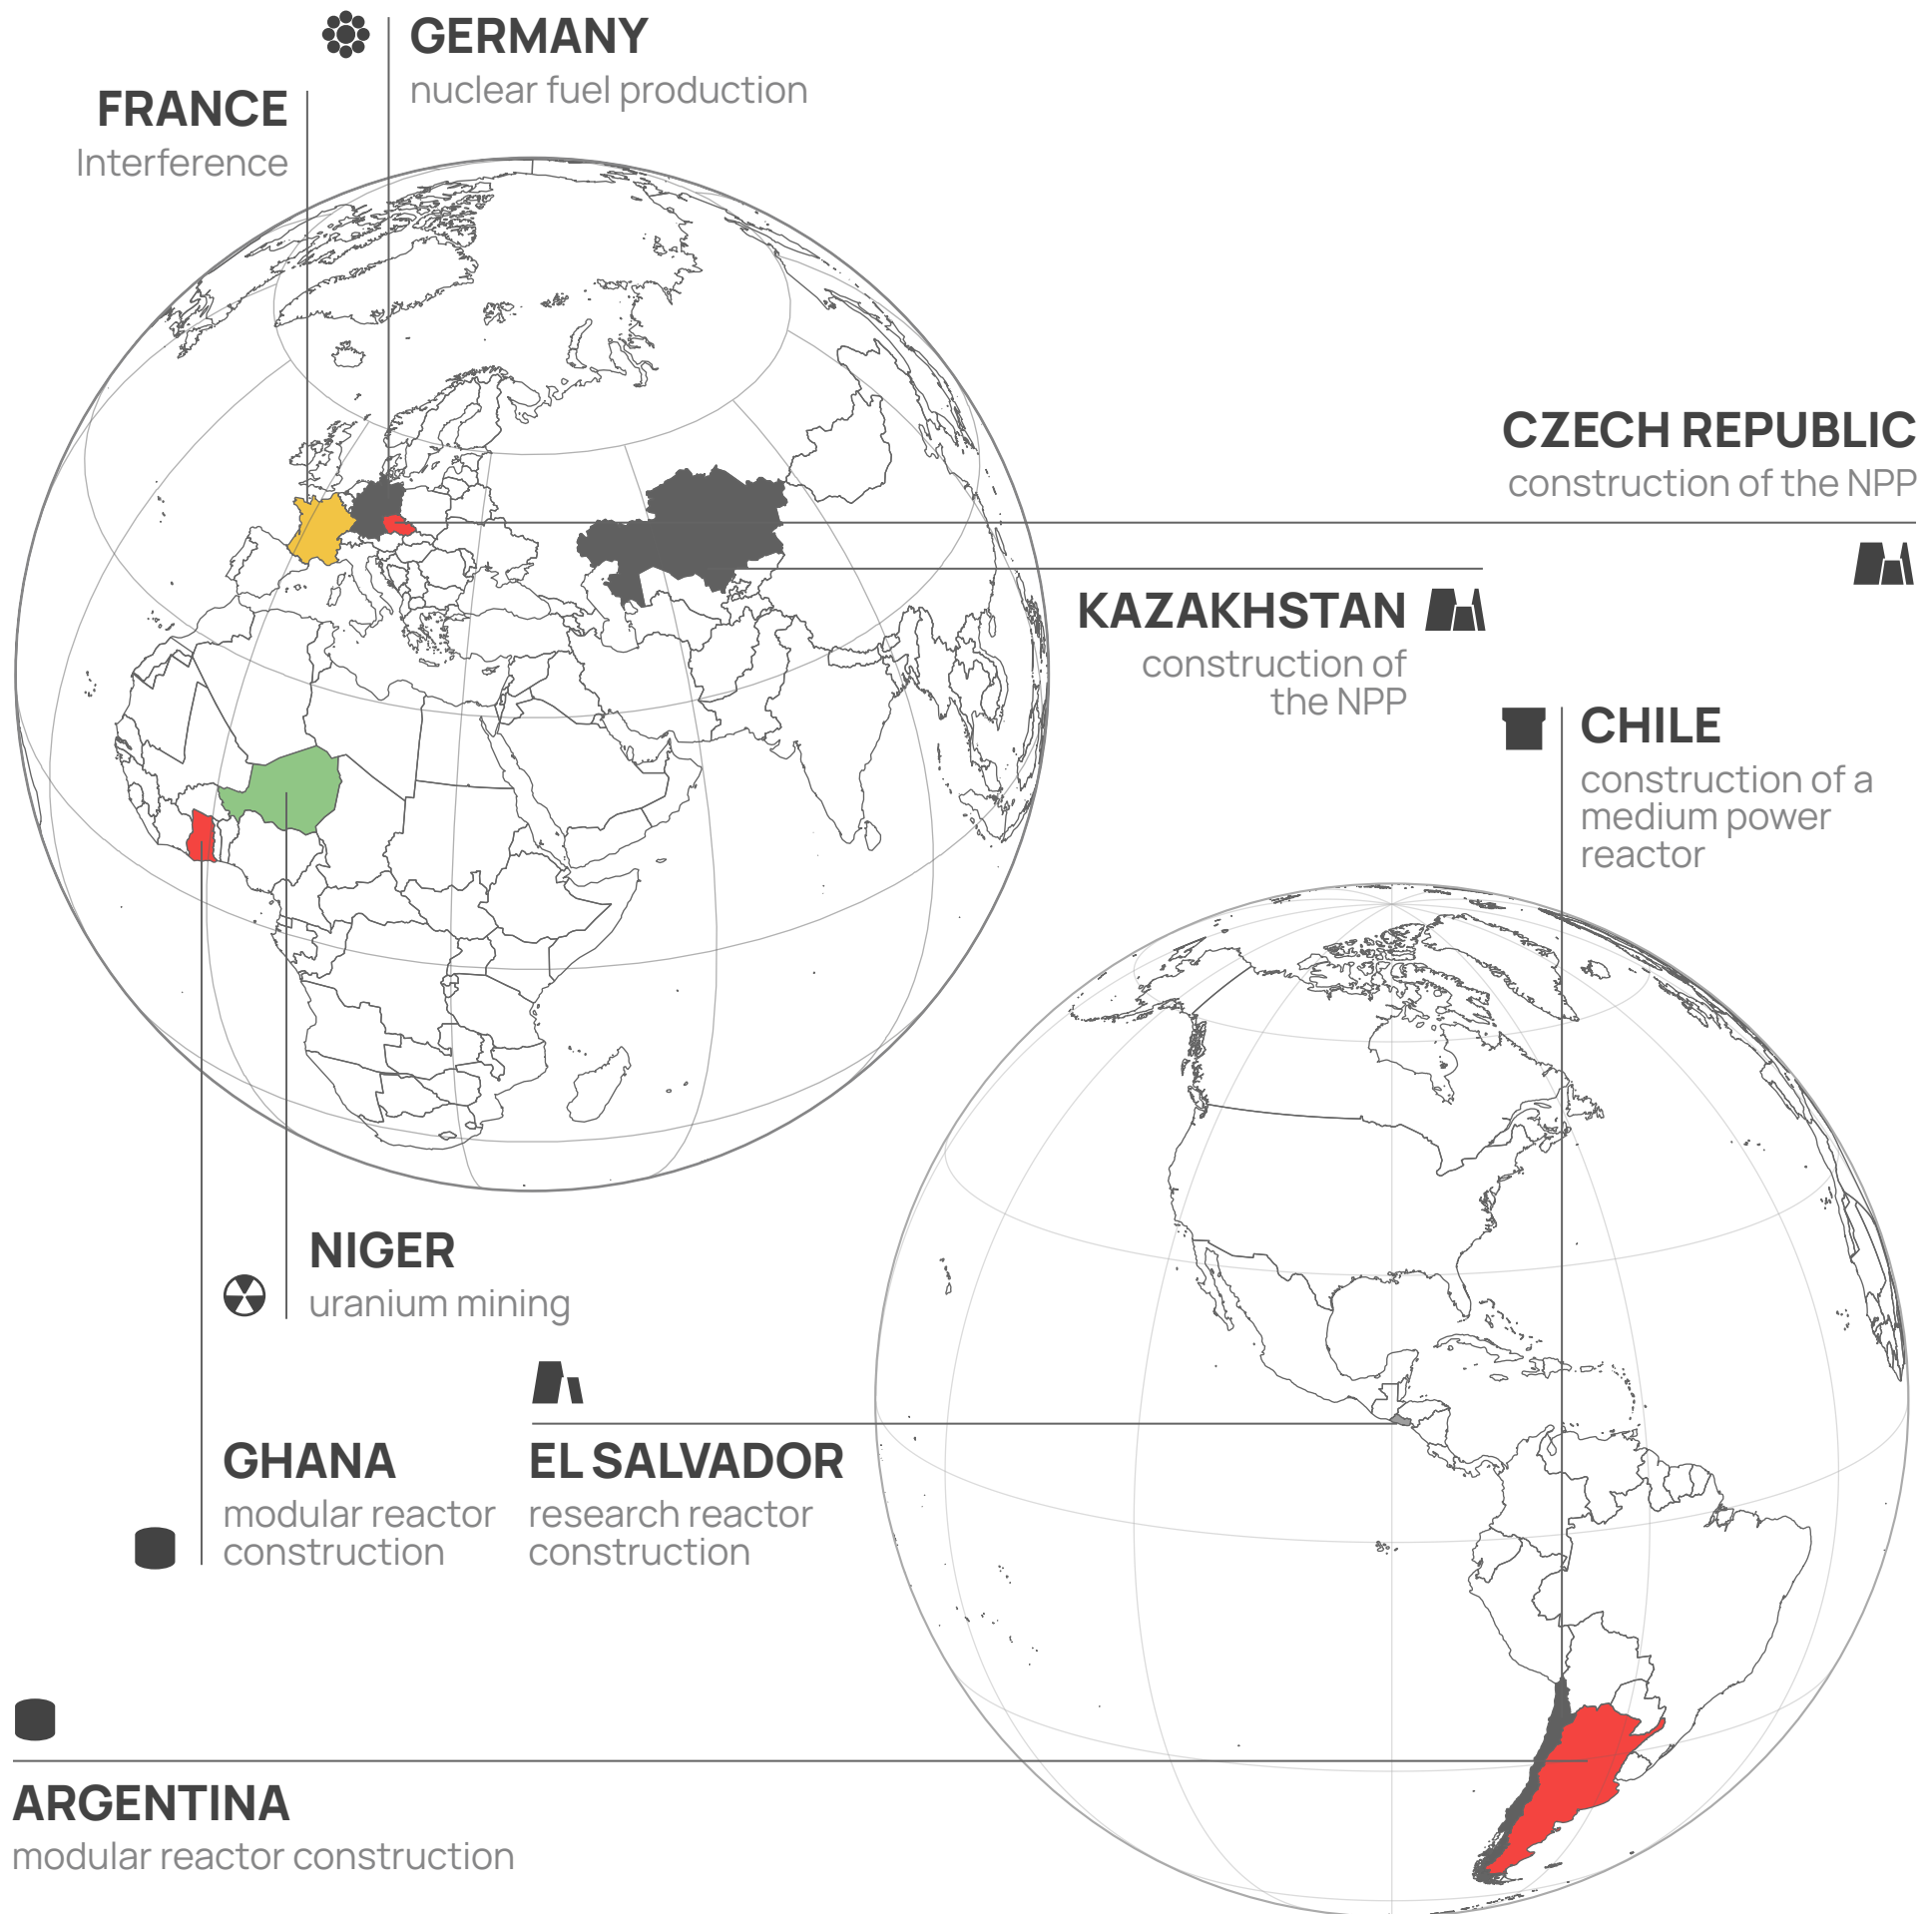 GERMANY
nuclear fuel production
FRANCE
Interference
CZECH REPUBLIC
construction of the NPP
KAZAKHSTAN
construction of
the NPP
CHILE
construction of a
medium power
reactor
NIGER
uranium mining
GHANA
modular reactor
construction
EL SALVADOR
research reactor
construction
ARGENTINA
modular reactor construction